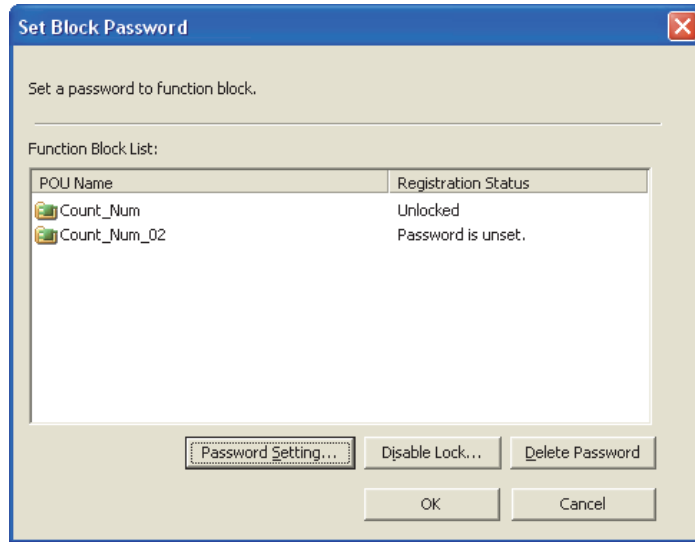 Set Block Password
Set a password to function block.
Function Block List:
POU Name Registration Status
Count_Num Unlocked
Count_Num_02 Password is unset.
Password Setting... Disable Lock... Delete Password
OK Cancel